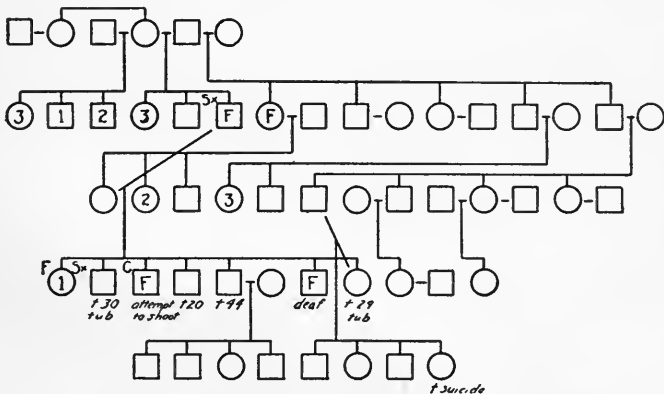 Sx
3 1 2 3 F F
2 3
F Sx C
1 F F
†30 attempt †20 †44 deaf †29
tub to shoot tub
† suicide